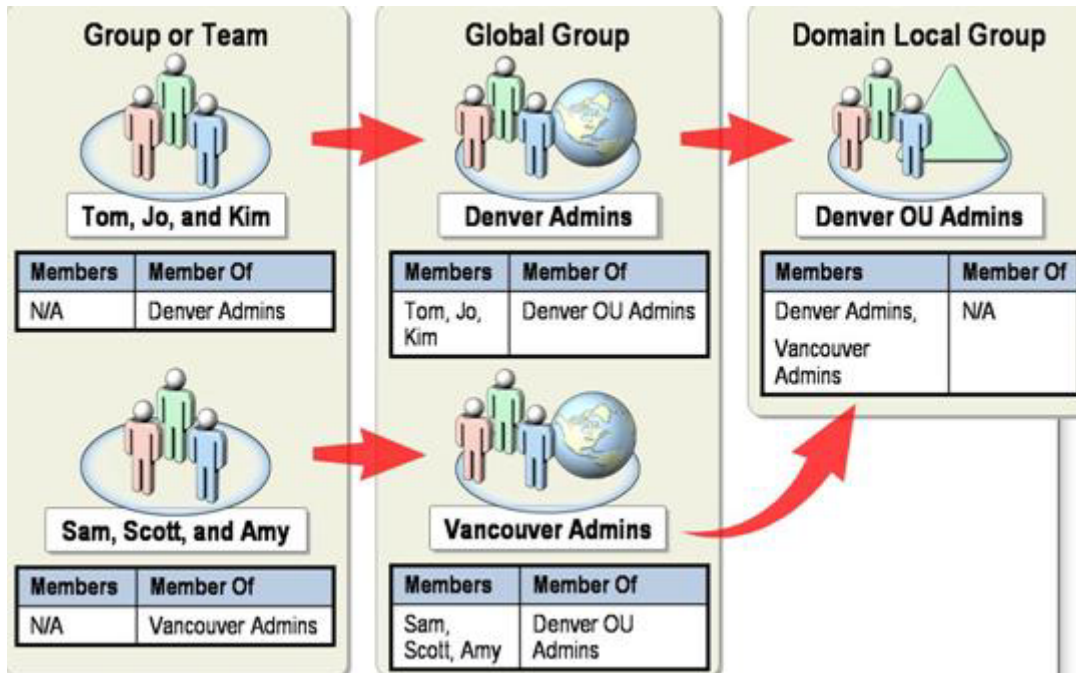 Group or Team
Tom, Jo, and Kim
Members Member Of
N/A Denver Admins
Sam, Scott, and Amy
Members Member Of
N/A Vancouver Admins
Global Group
Denver Admins
Members Member Of
Tom, Jo, Denver OU Admins
Kim
Vancouver Admins
Members Member Of
Sam, Denver OU
Scott, Amy Admins
Domain Local Group
Denver OU Admins
Members Member Of
Denver Admins, N/A
Vancouver
Admins